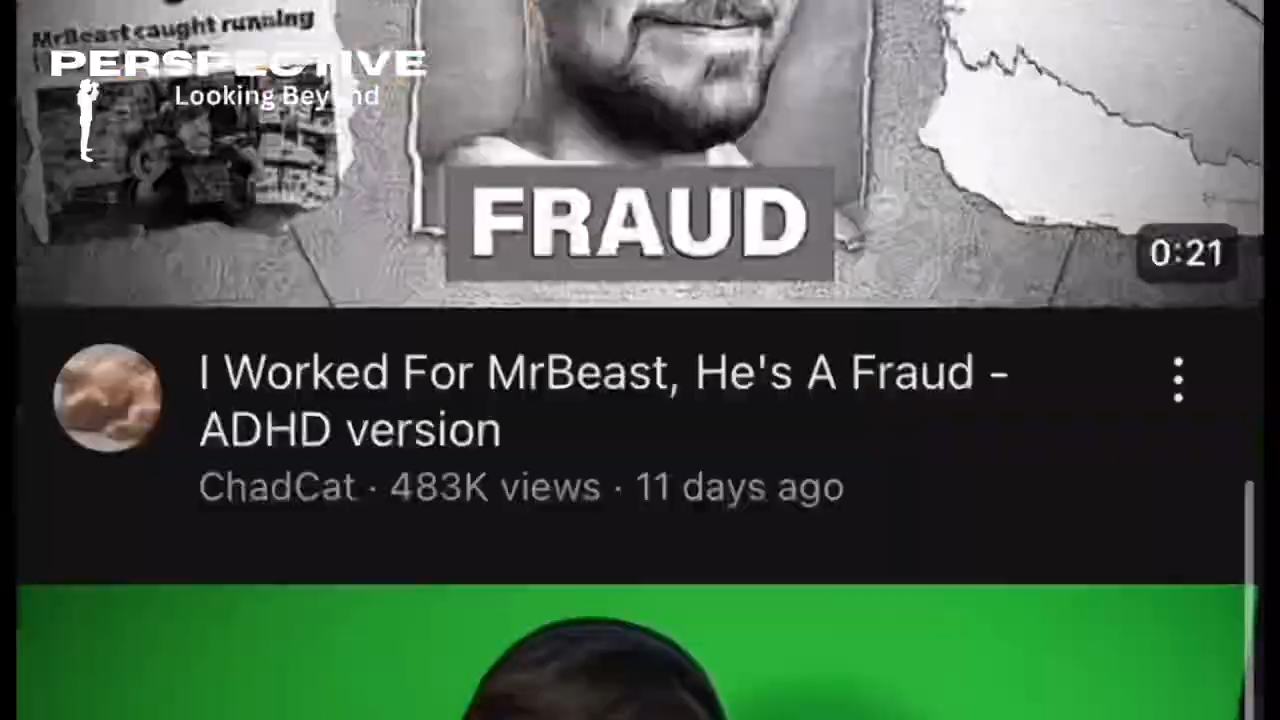 MrBeast caught running
PERSPECTIVE
Looking Beyond
FRAUD
0:21
I Worked For MrBeast, He's A Fraud -
ADHD version
ChadCat · 483K views · 11 days ago